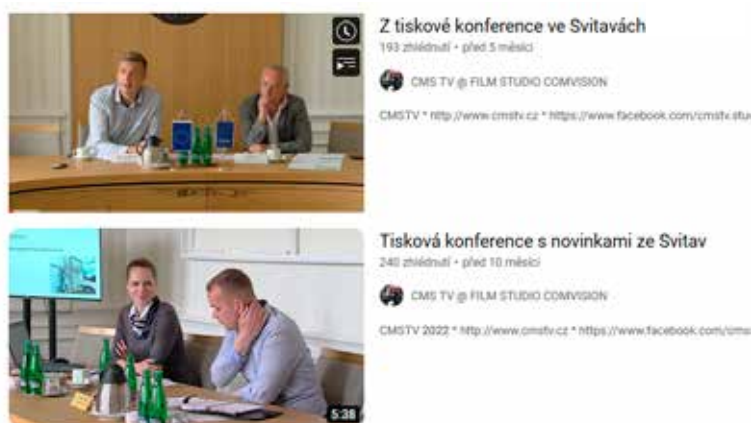 Z tiskové konference ve Svitavách
193 zhlédnutí • před 5 měsíci
CMS TV @ FILM STUDIO COMVISION
CMSTV * http://www.cmstv.cz * https://www.facebook.com/cmstv.stu
Tisková konference s novinkami ze Svitav
240 zhlédnutí • před 10 měsíci
CMS TV @ FILM STUDIO COMVISION
CMSTV 2022 * http://www.cmstv.cz * https://www.facebook.com/cms
5:38